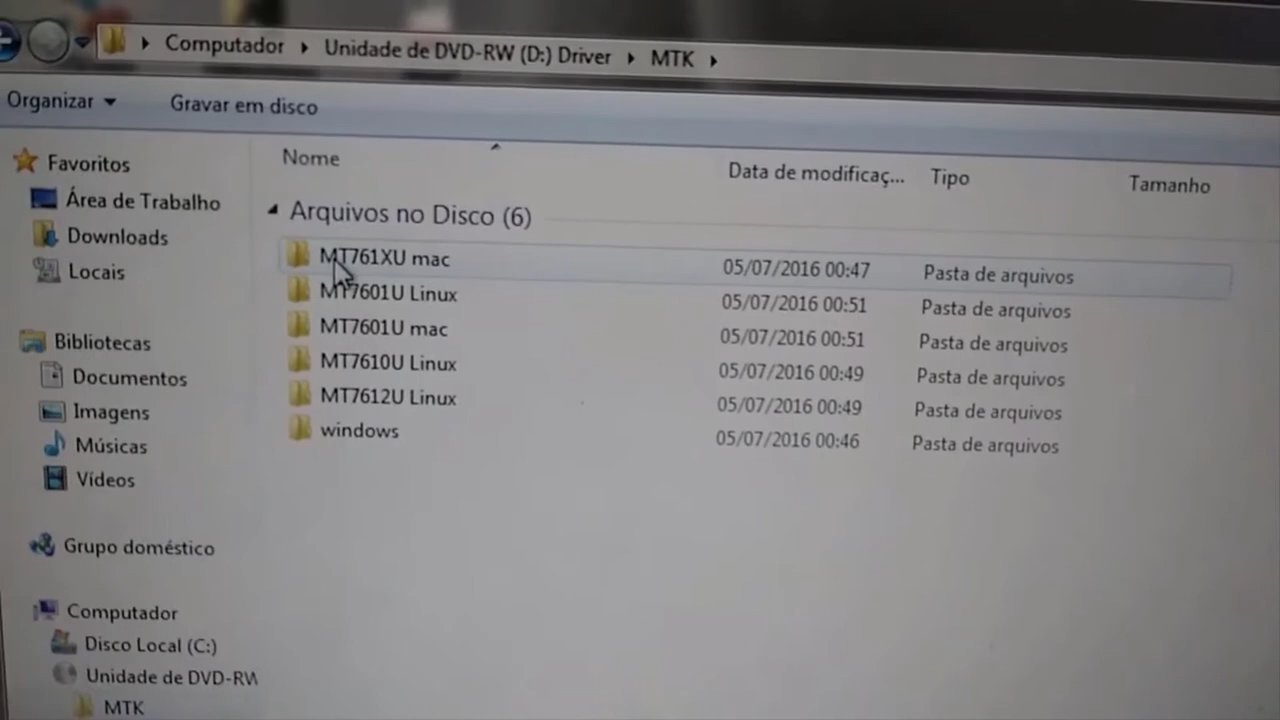 Computador Unidade de DVD-RW (D:) Driver MTK
Organizar Gravar em disco
Nome Data de modificaç... Tipo Tamanho
Favoritos
Área de Trabalho
Downloads
Locais
Bibliotecas
Documentos
Imagens
Músicas
Vídeos
Grupo doméstico
Computador
Disco Local (C:)
Unidade de DVD-RW
MTK
Arquivos no Disco (6)
MT761XU mac 05/07/2016 00:47 Pasta de arquivos
MT7601U Linux 05/07/2016 00:51 Pasta de arquivos
MT7601U mac 05/07/2016 00:51 Pasta de arquivos
MT7610U Linux 05/07/2016 00:49 Pasta de arquivos
MT7612U Linux 05/07/2016 00:49 Pasta de arquivos
windows 05/07/2016 00:46 Pasta de arquivos